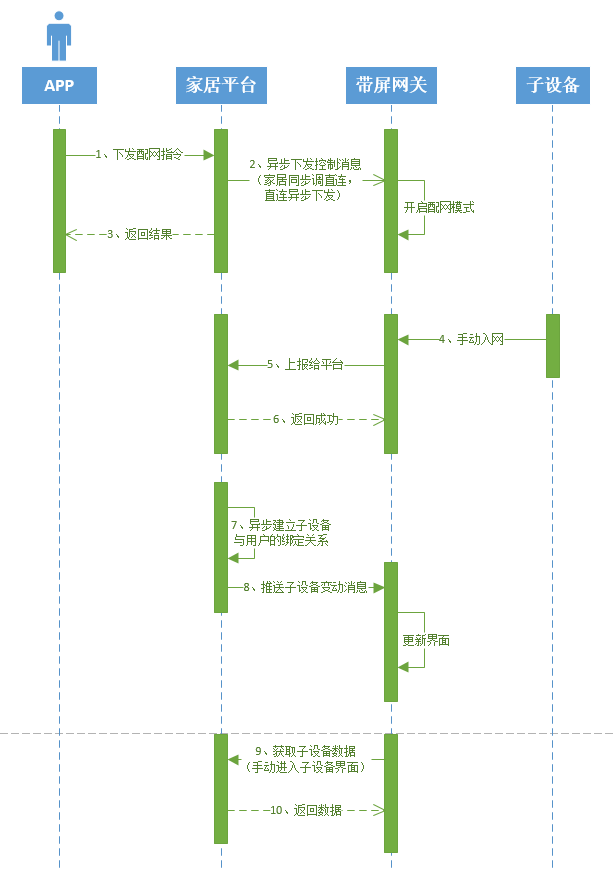 APP
家居平台
带屏网关
子设备
1、下发配网指令
2、异步下发控制消息
（家居同步调直连，
直连异步下发）
开启配网模式
3、返回结果
4、手动入网
5、上报给平台
6、返回成功
7、异步建立子设备
与用户的绑定关系
8、推送子设备变动消息
更新界面
9、获取子设备数据
（手动进入子设备界面）
10、返回数据